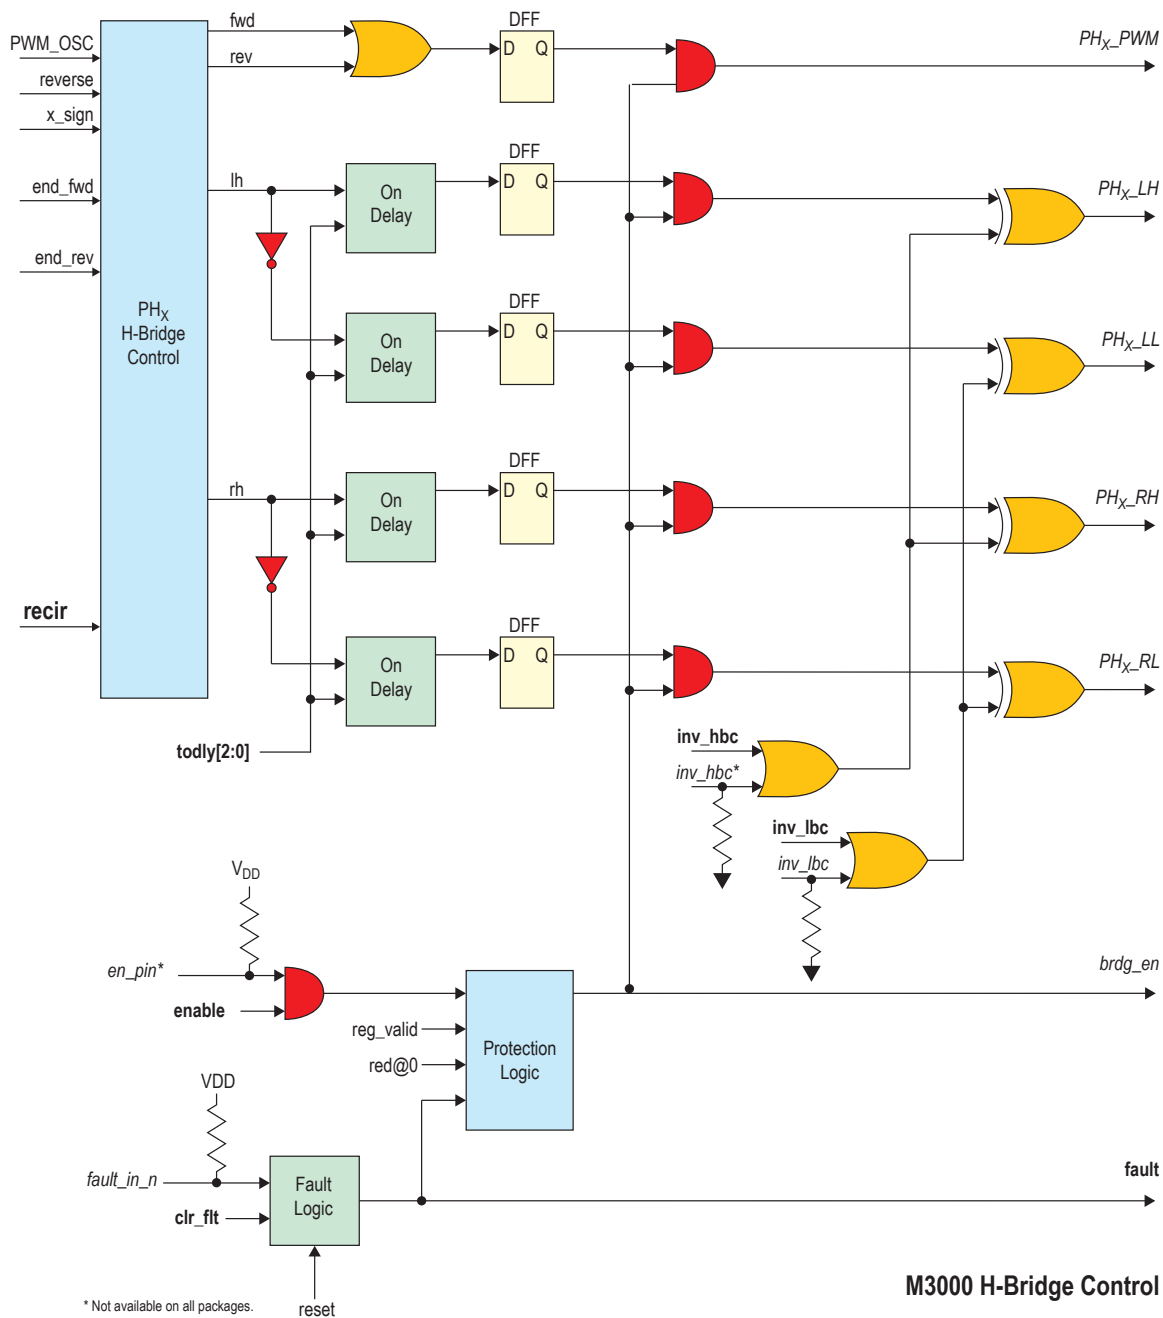 fwd
DFF
PWM_OSC
rev
D Q
PHX_PWM
reverse
x_sign
DFF
end_fwd
lh
On
Delay
D Q
PHX_LH
end_rev
PHX
H-Bridge
Control
DFF
On
Delay
D Q
PHX_LL
DFF
rh
On
Delay
D Q
PHX_RH
recir
DFF
On
Delay
D Q
PHX_RL
todly[2:0]
inv_hbc
inv_hbc*
inv_lbc
inv_lbc
VDD
en_pin*
enable
brdg_en
reg_valid
red@0
Protection
Logic
VDD
fault_in_n
clr_flt
Fault
Logic
fault
reset
* Not available on all packages.
M3000 H-Bridge Control